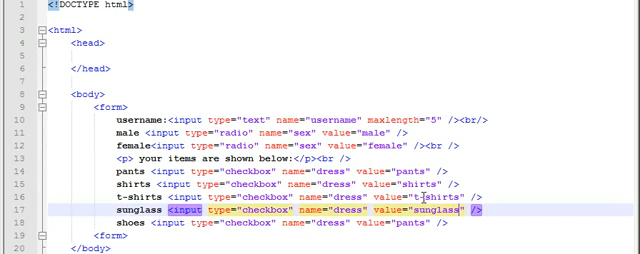 1 <!DOCTYPE html>
2
3 <html>
4 <head>
5
6 </head>
7
8 <body>
9 <form>
10 username:<input type="text" name="username" maxlength="5" /><br/>
11 male <input type="radio" name="sex" value="male" />
12 female<input type="radio" name="sex" value="female" /><br />
13 <p> your items are shown below:</p><br />
14 pants <input type="checkbox" name="dress" value="pants" />
15 shirts <input type="checkbox" name="dress" value="shirts" />
16 t-shirts <input type="checkbox" name="dress" value="t-shirts" />
17 sunglass <input type="checkbox" name="dress" value="sunglass" />
18 shoes <input type="checkbox" name="dress" value="pants" />
19 <form>
20 </body>